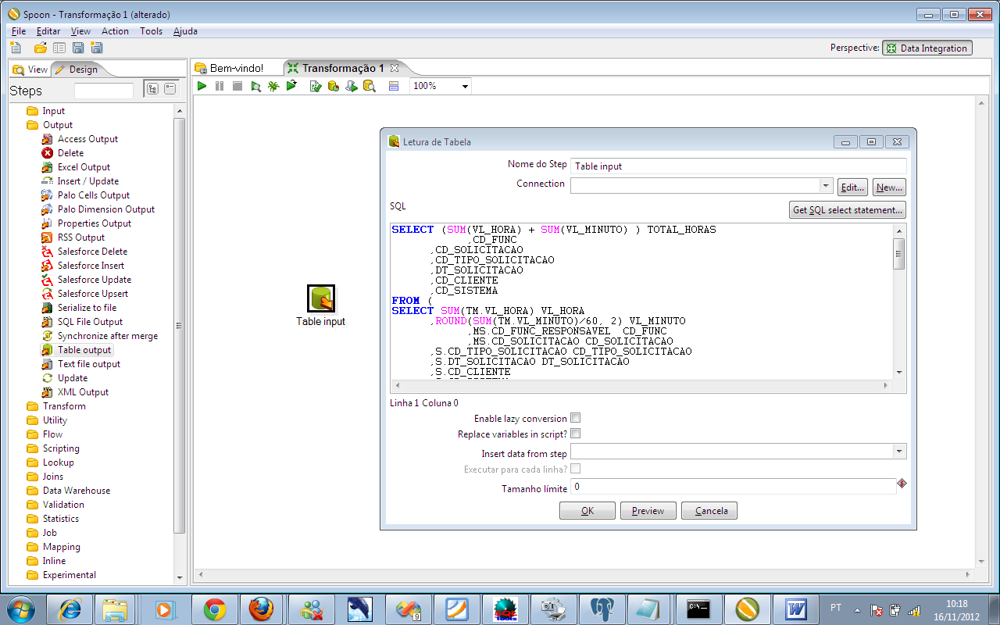 Spoon - Transformação 1 (alterado)
File Editar View Action Tools Ajuda
Perspective: Data Integration
View Design
Bem-vindo! Transformação 1
Steps
100%
Input
Output
Access Output
Delete
Excel Output
Insert / Update
Palo Cells Output
Palo Dimension Output
Properties Output
RSS Output
Salesforce Delete
Salesforce Insert
Salesforce Update
Salesforce Upsert
Serialize to file
SQL File Output
Synchronize after merge
Table output
Text file output
Update
XML Output
Transform
Utility
Flow
Scripting
Lookup
Joins
Data Warehouse
Validation
Statistics
Job
Mapping
Inline
Experimental
Table input
Letura de Tabela
Nome do Step Table input
Connection Edit... New...
SQL Get SQL select statement...
SELECT (SUM(VL_HORA) + SUM(VL_MINUTO) ) TOTAL_HORAS
,CD_FUNC
,CD_SOLICITACAO
,CD_TIPO_SOLICITACAO
,DT_SOLICITACAO
,CD_CLIENTE
,CD_SISTEMA
FROM (
SELECT SUM(TM.VL_HORA) VL_HORA
,ROUND(SUM(TM.VL_MINUTO)/60, 2) VL_MINUTO
,MS.CD_FUNC_RESPONSAVEL CD_FUNC
,MS.CD_SOLICITACAO CD_SOLICITACAO
,S.CD_TIPO_SOLICITACAO CD_TIPO_SOLICITACAO
,S.DT_SOLICITACAO DT_SOLICITACAO
,S.CD_CLIENTE
Linha 1 Coluna 0
Enable lazy conversion
Replace variables in script?
Insert data from step
Executar para cada linha?
Tamanho límite 0
OK Preview Cancela
PT
10:18
16/11/2012